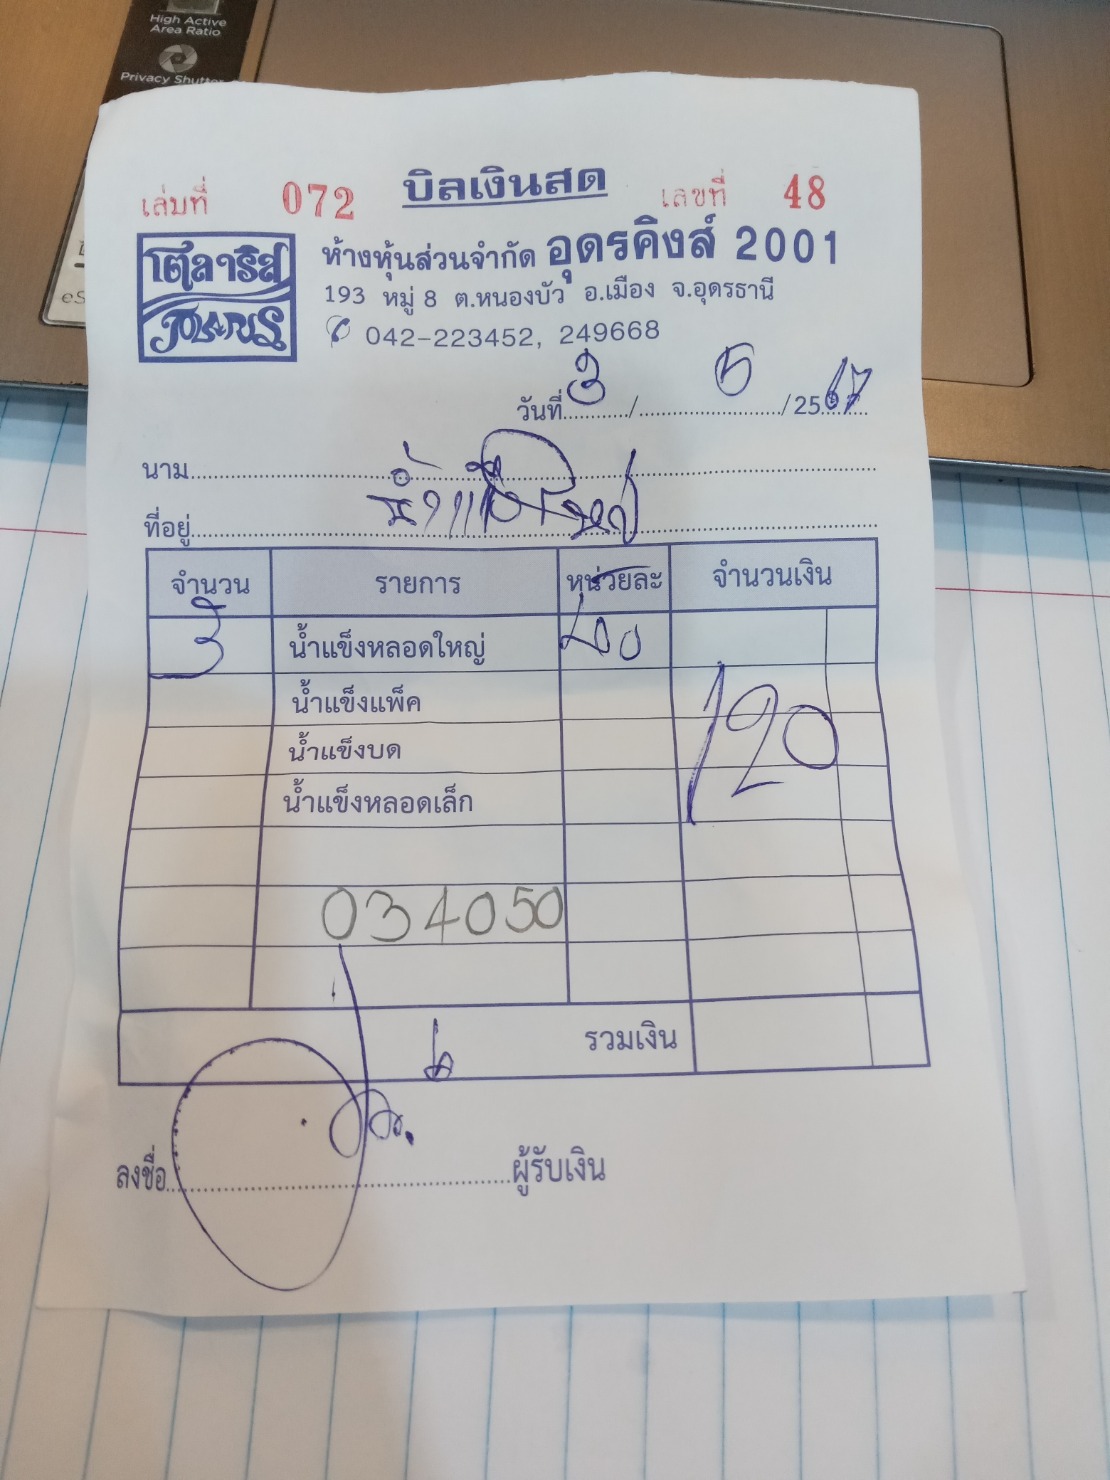 High Active
Area Ratio
Privacy Shutter
เล่มที่ 072 บิลเงินสด เลขที่ 48
โตลาริส
POLARIS
ห้างหุ้นส่วนจำกัด อุดรคิงส์ 2001
193 หมู่ 8 ต.หนองบัว อ.เมือง จ.อุดรธานี
042-223452, 249668
วันที่ 3 / 5 / 2567
นาม
น้ำแข็ง
ที่อยู่
จำนวน รายการ หน่วยละ จำนวนเงิน
3 น้ำแข็งหลอดใหญ่ 40
น้ำแข็งแพ็ค 120
น้ำแข็งบด
น้ำแข็งหลอดเล็ก
034050
รวมเงิน
ลงชื่อ ผู้รับเงิน